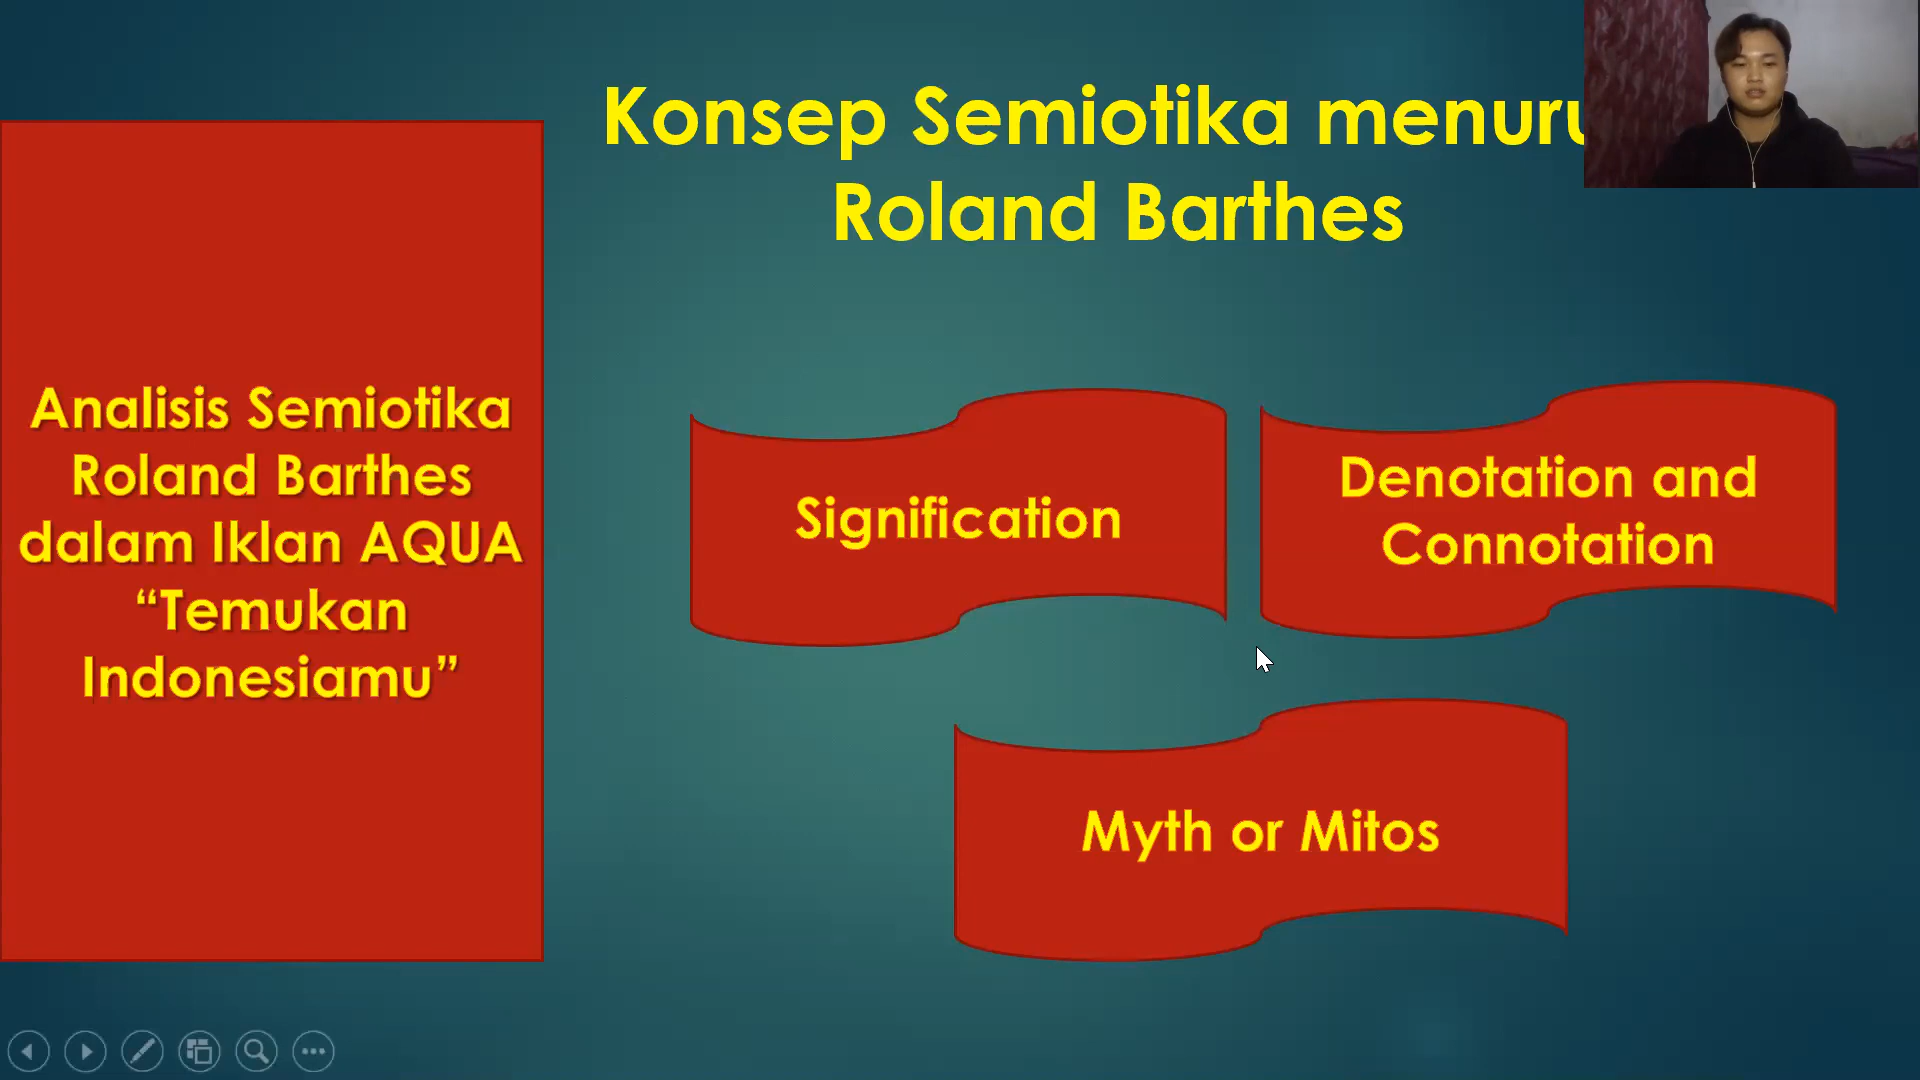 Konsep Semiotika menuru
Roland Barthes
Analisis Semiotika
Roland Barthes
dalam Iklan AQUA
“Temukan
Indonesiamu”
Signification
Denotation and
Connotation
Myth or Mitos